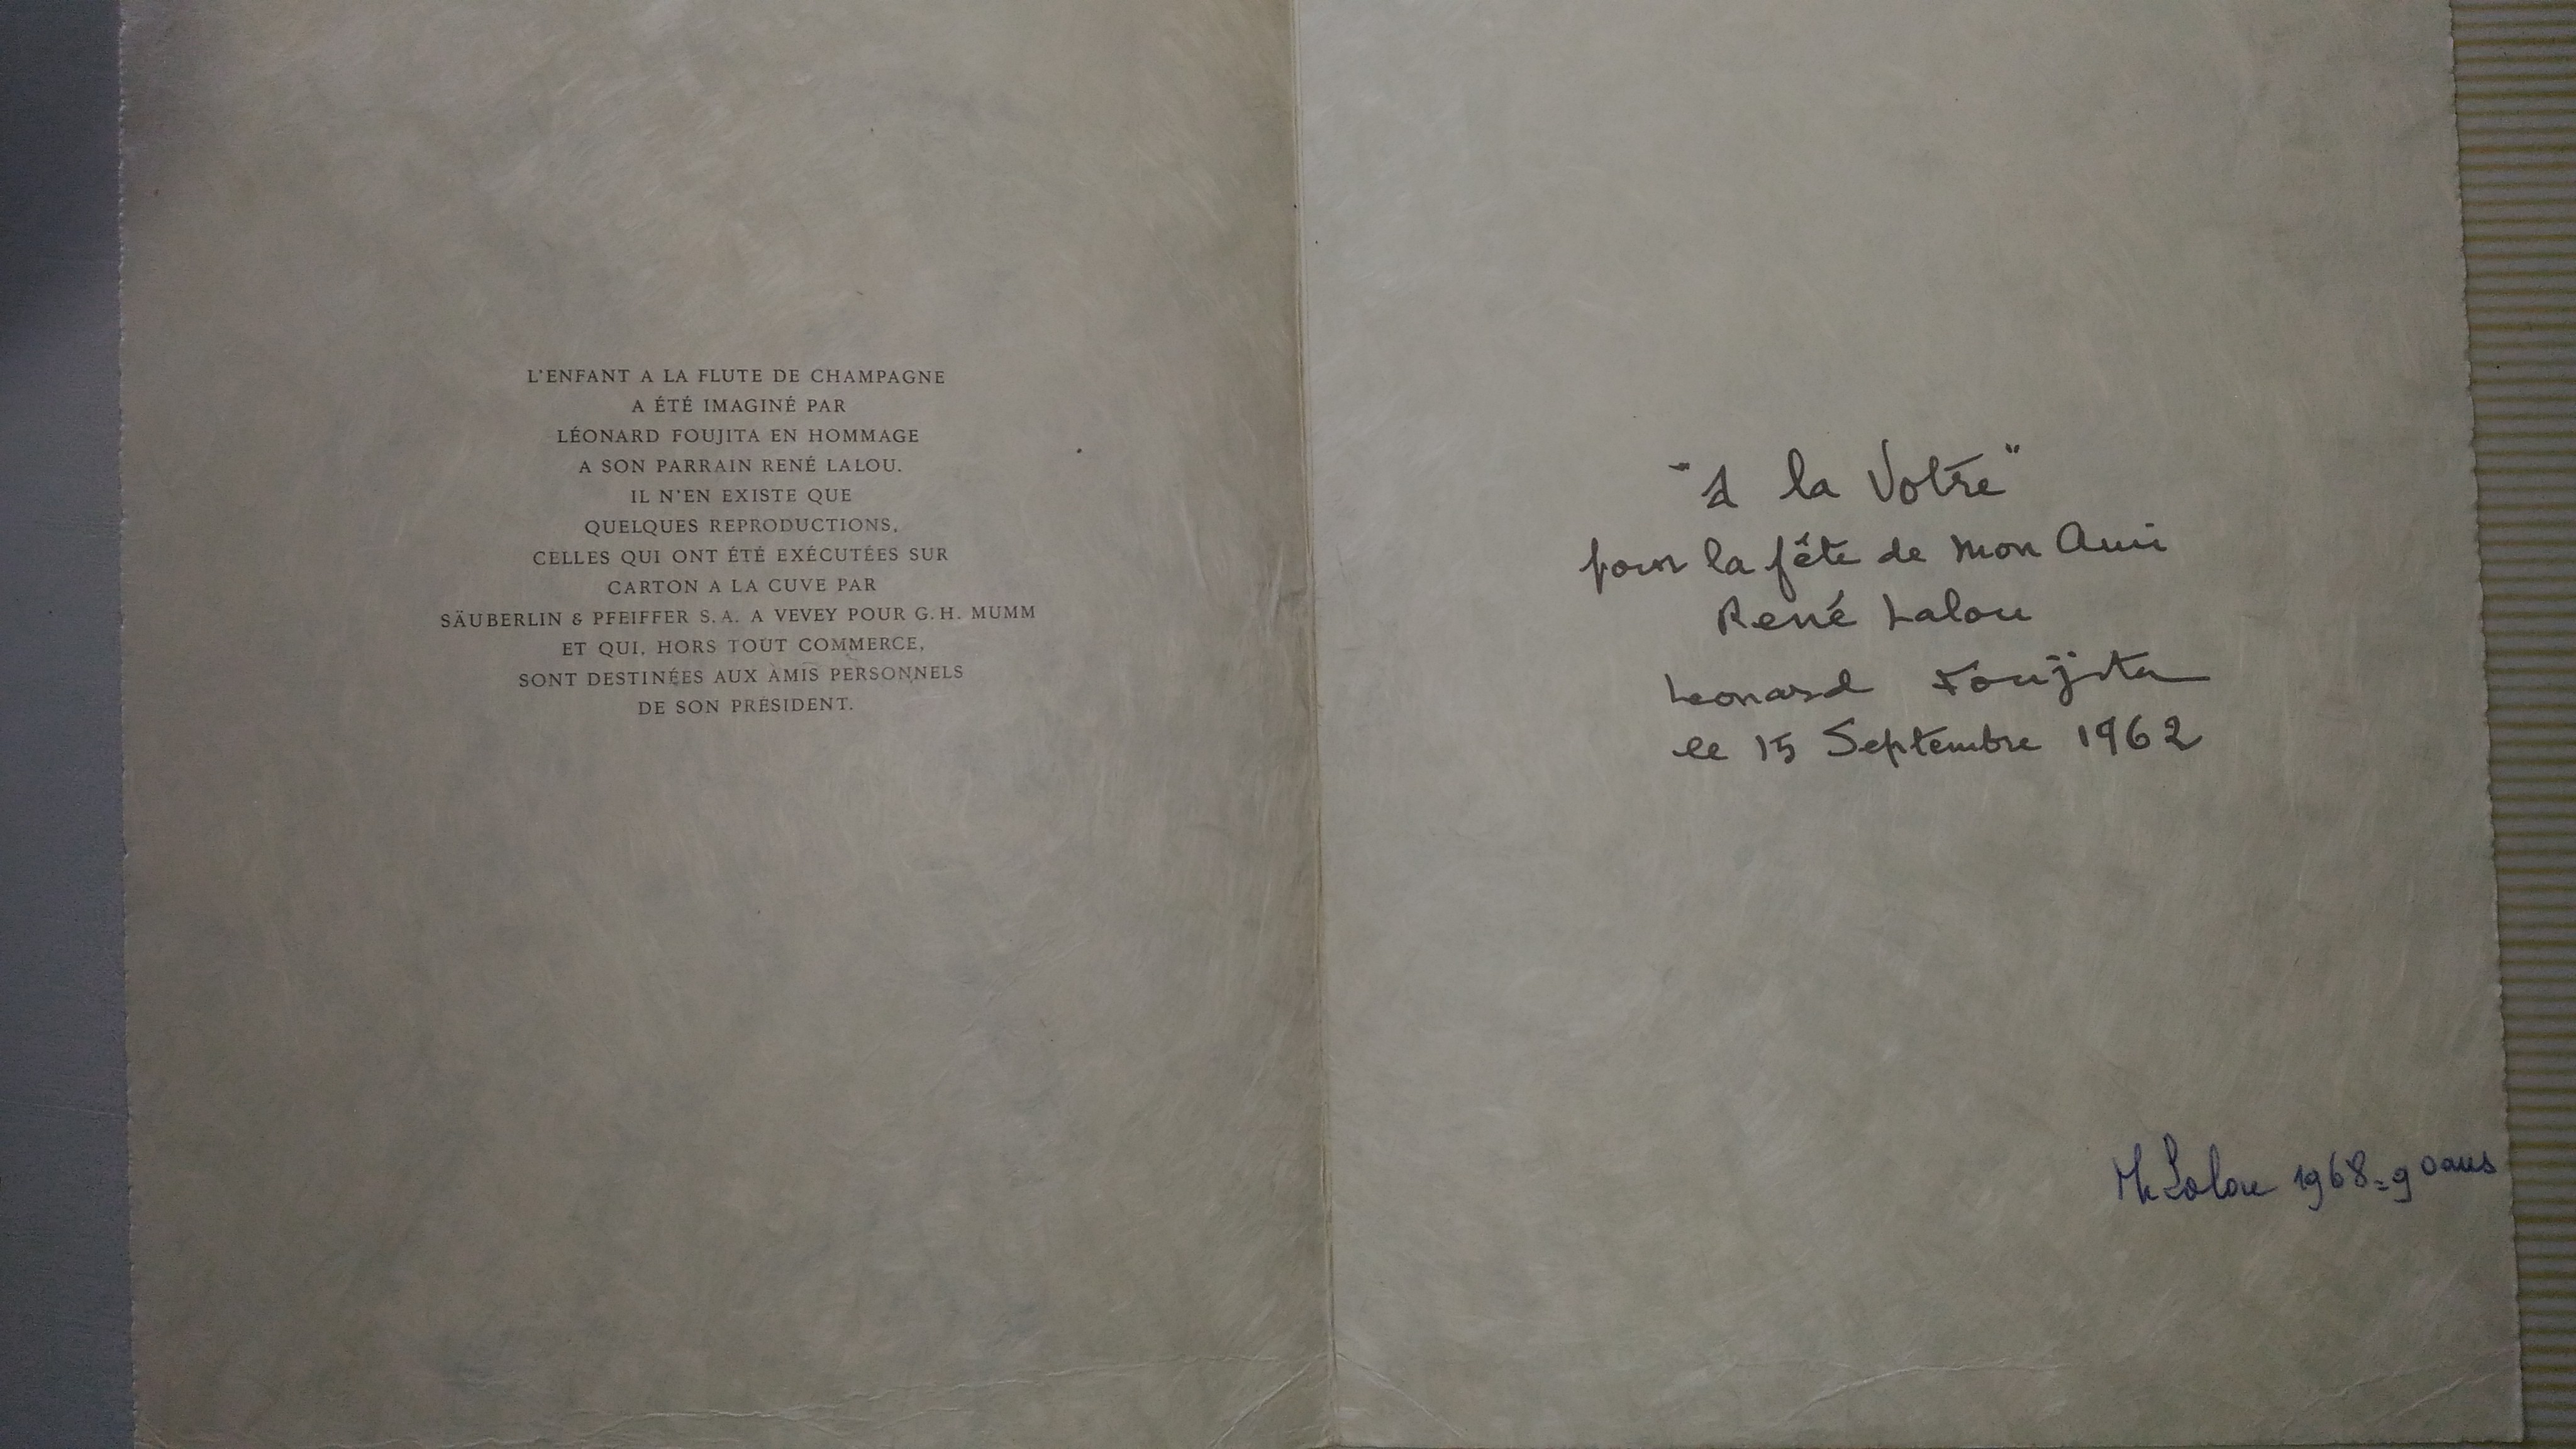 L'ENFANT A LA FLUTE DE CHAMPAGNE
A ÉTÉ IMAGINÉ PAR
LÉONARD FOUJITA EN HOMMAGE
A SON PARRAIN RENÉ LALOU.
IL N'EN EXISTE QUE
QUELQUES REPRODUCTIONS,
CELLES QUI ONT ÉTÉ EXÉCUTÉES SUR
CARTON A LA CUVE PAR
SÄUBERLIN & PFEIFFER S.A. A VEVEY POUR G.H. MUMM
ET QUI, HORS TOUT COMMERCE,
SONT DESTINÉES AUX AMIS PERSONNELS
DE SON PRÉSIDENT.
"A la Votre"
pour la fête de mon Ami
René Lalou
Leonard Foujita
le 15 Septembre 1962
Lalou 1968 = 90 ans